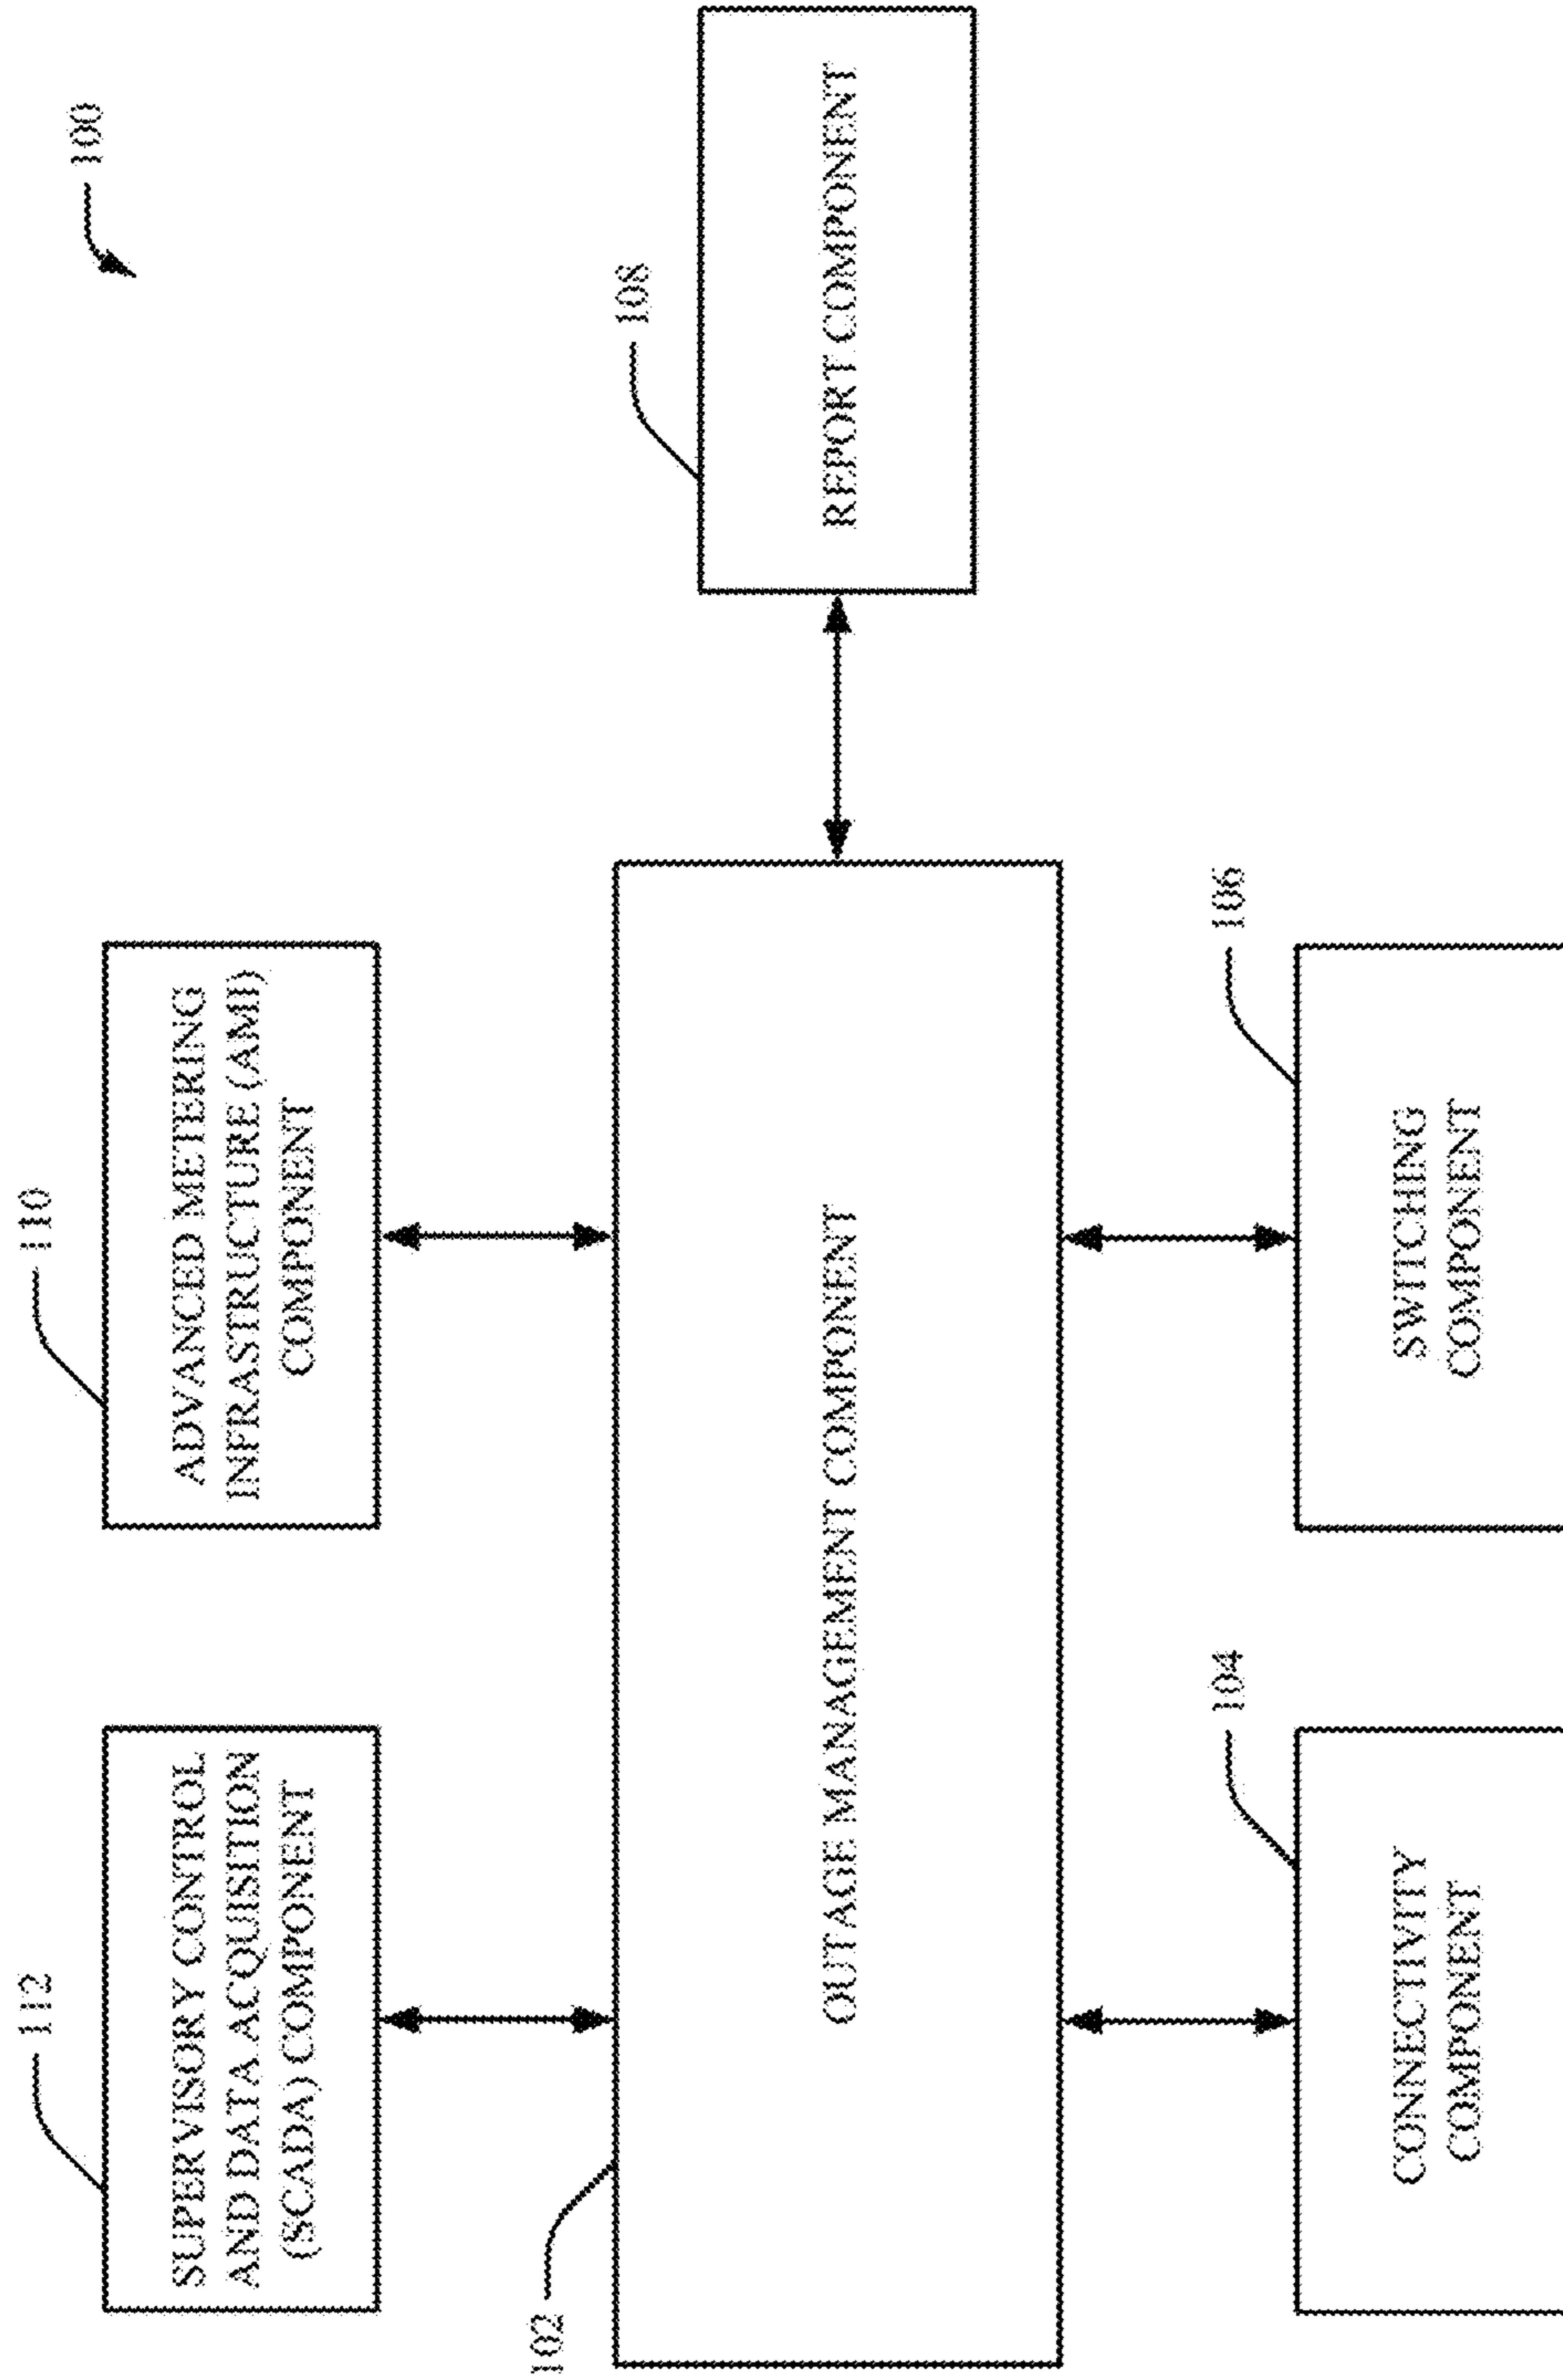 100
112
SUPERVISORY CONTROL
AND DATA ACQUISITION
(SCADA) COMPONENT
110
ADVANCED METERING
INFRASTRUCTURE (AMI)
COMPONENT
102
OUTAGE MANAGEMENT COMPONENT
108
REPORT COMPONENT
104
CONNECTIVITY
COMPONENT
106
SWITCHING
COMPONENT